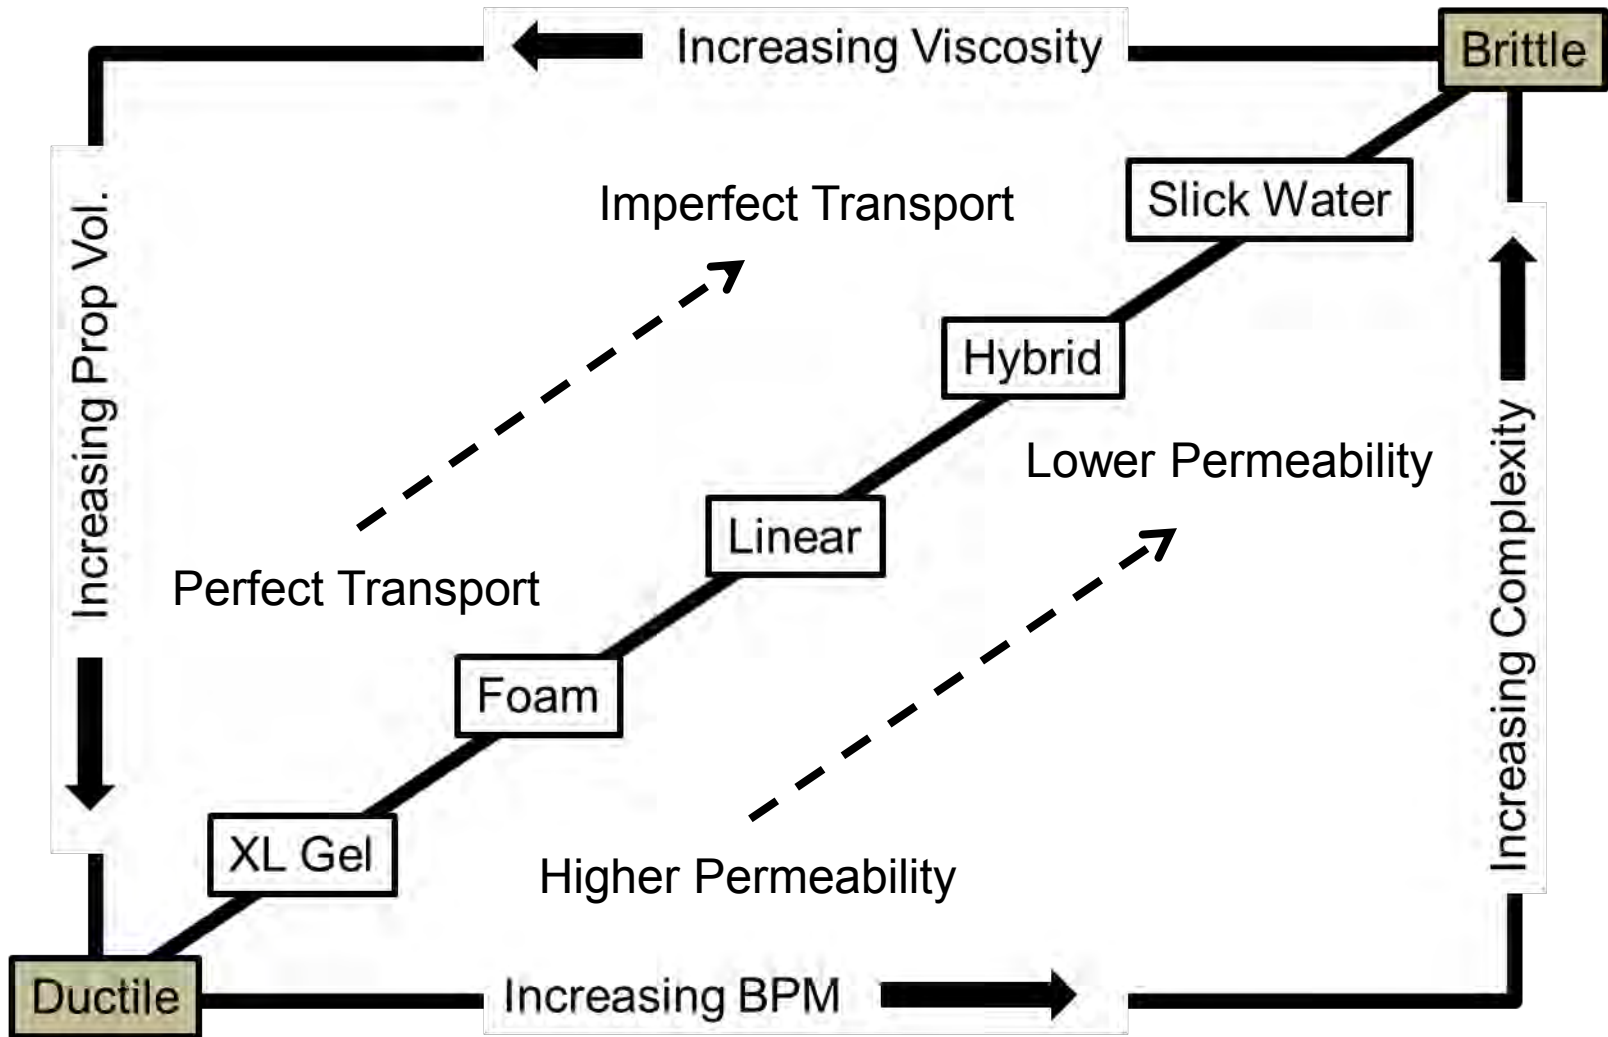 Increasing Viscosity
Brittle
Slick Water
Imperfect Transport
Increasing Prop Vol.
Hybrid
Lower Permeability
Linear
Increasing Complexity
Perfect Transport
Foam
XL Gel
Higher Permeability
Ductile
Increasing BPM